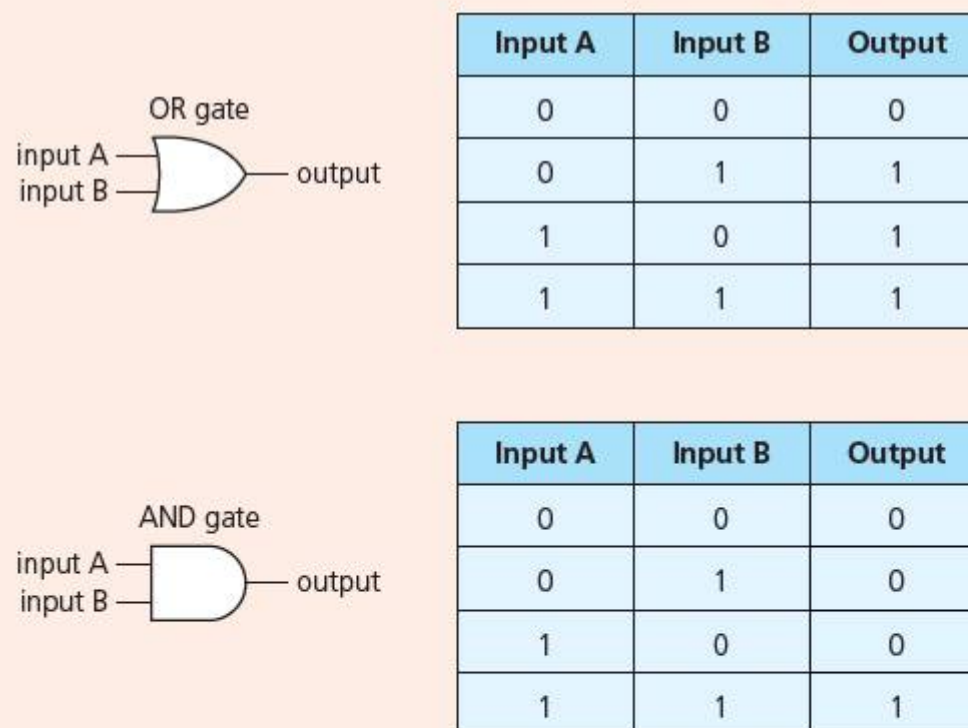 OR gate
input A
input B
output
Input A Input B Output
0 0 0
0 1 1
1 0 1
1 1 1
AND gate
input A
input B
output
Input A Input B Output
0 0 0
0 1 0
1 0 0
1 1 1